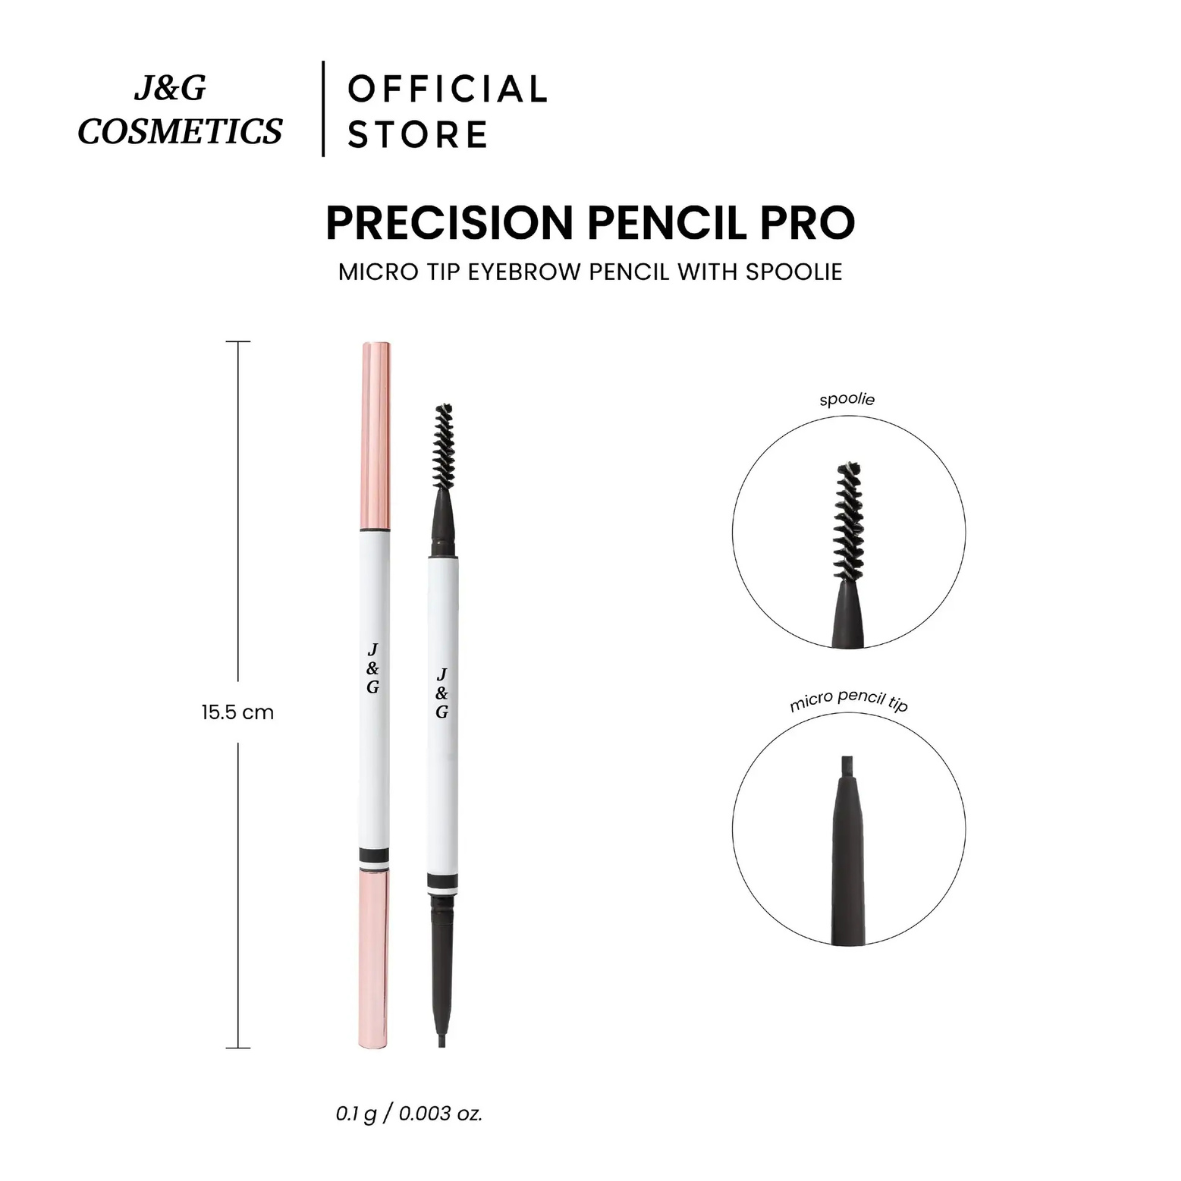 J&G
COSMETICS
OFFICIAL
STORE
PRECISION PENCIL PRO
MICRO TIP EYEBROW PENCIL WITH SPOOLIE
spoolie
J
&
G
J
&
G
micro pencil tip
15.5 cm
0.1 g / 0.003 oz.